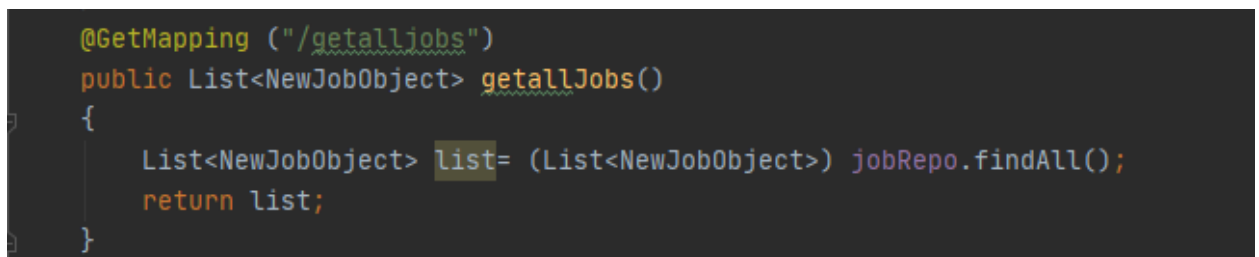 @GetMapping ("/getalljobs")
public List<NewJobObject> getallJobs()
{
List<NewJobObject> list= (List<NewJobObject>) jobRepo.findAll();
return list;
}